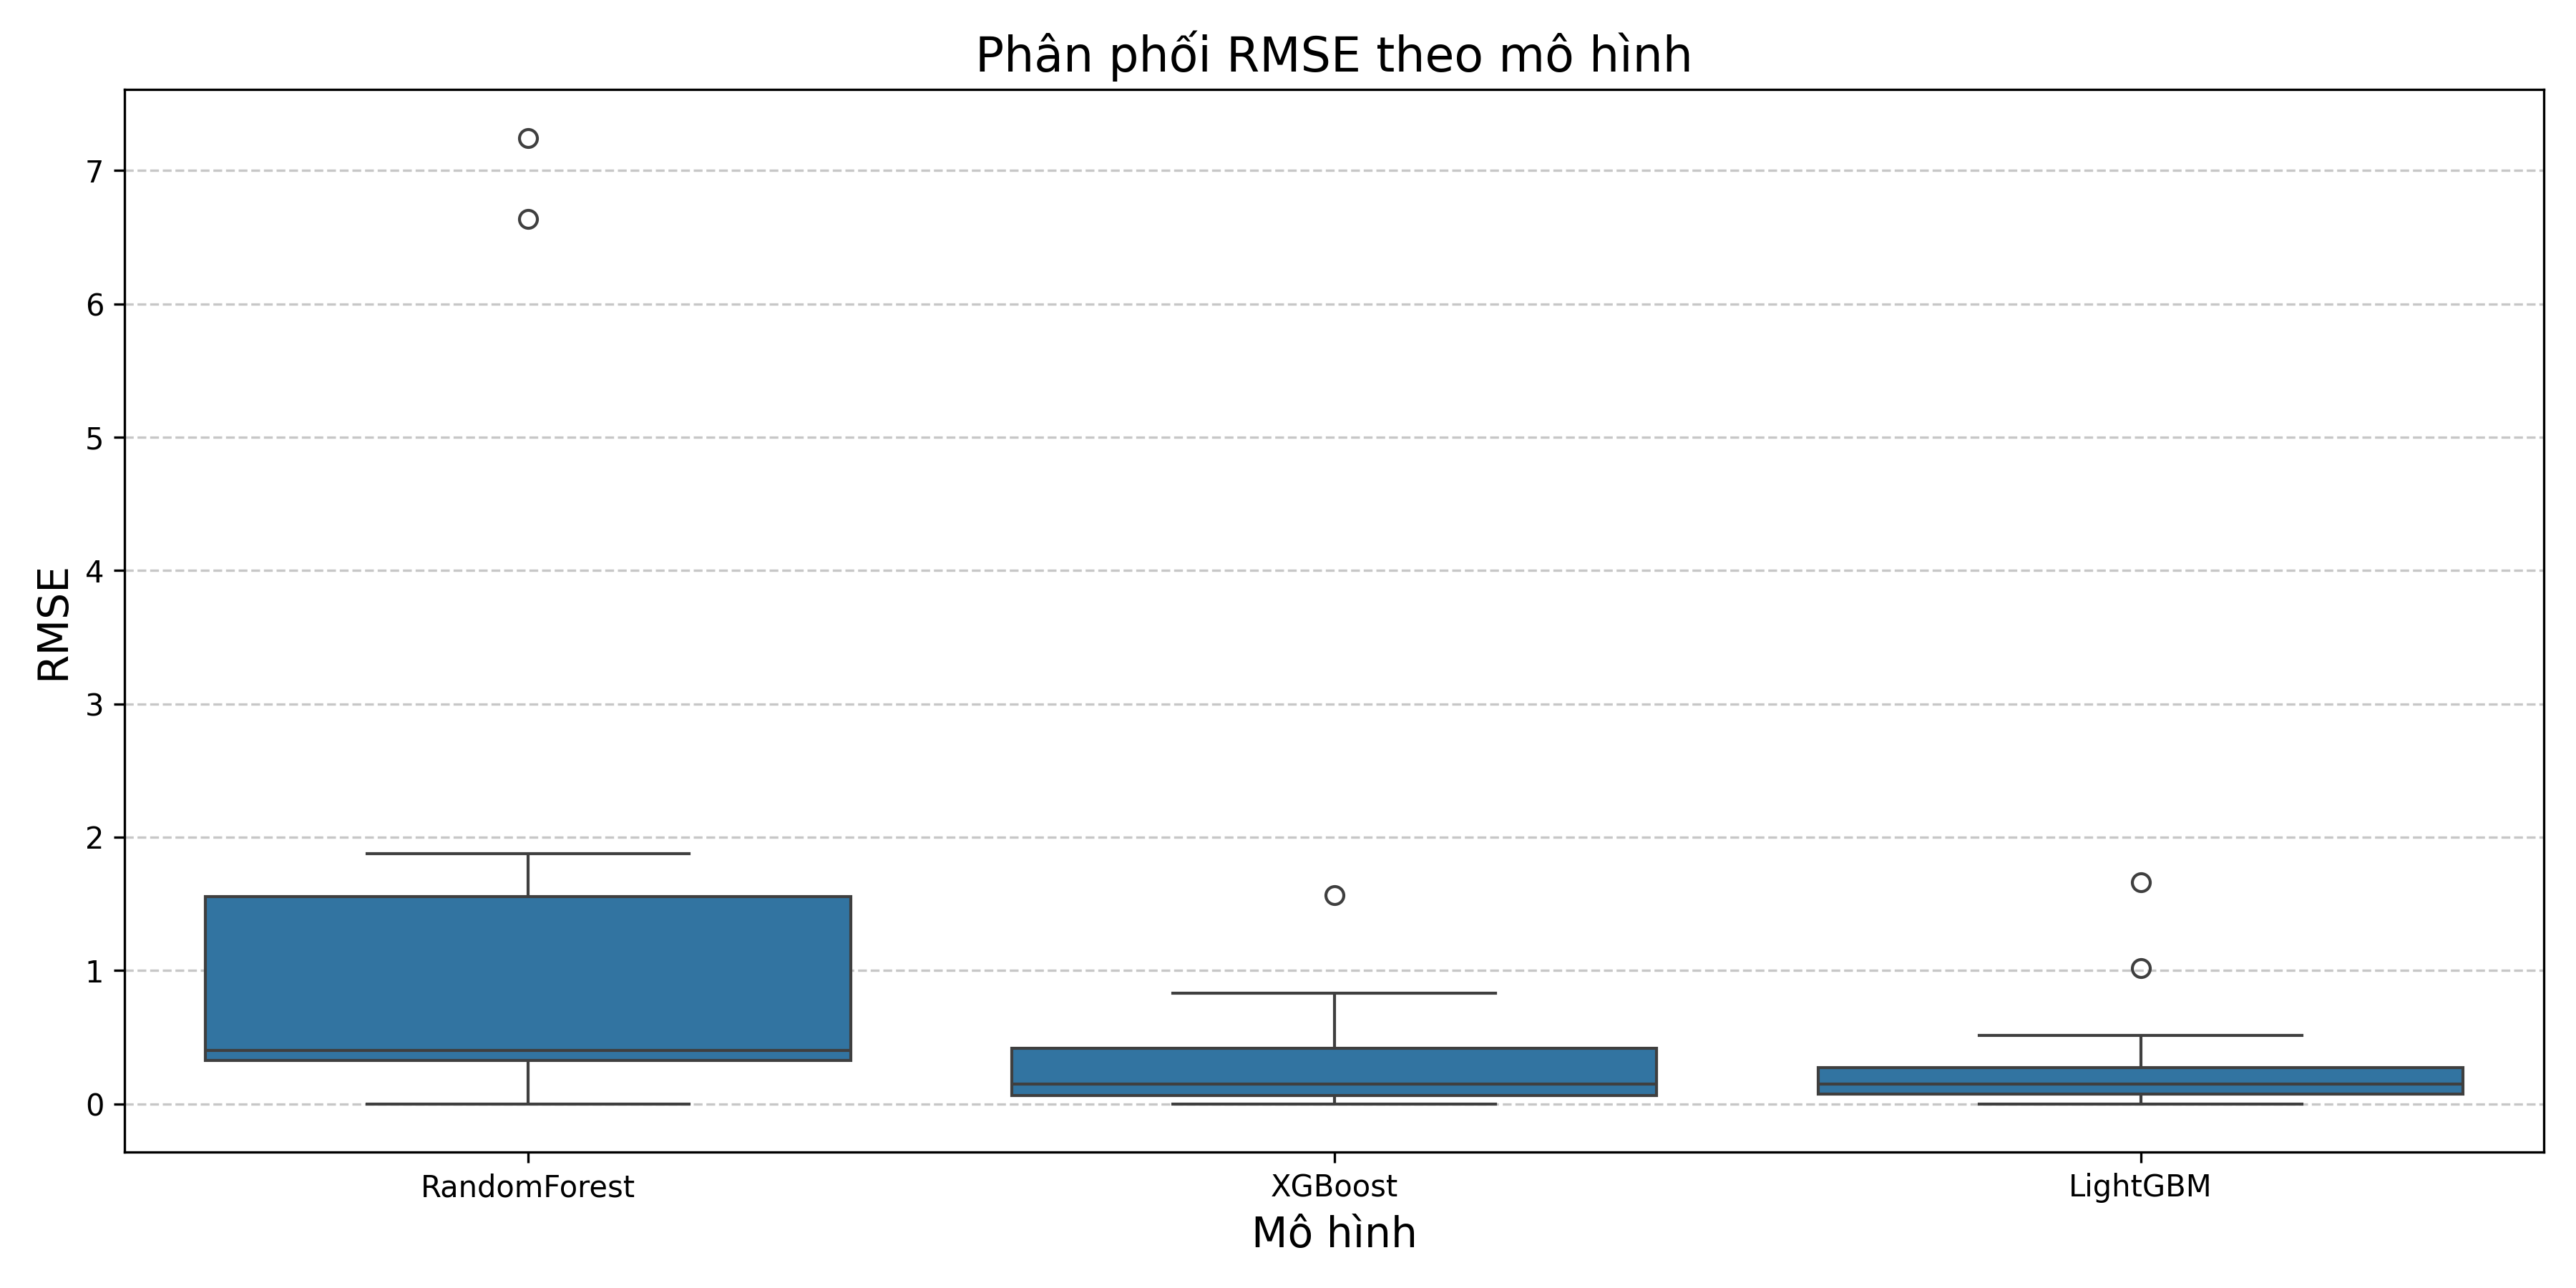 Phân phối RMSE theo mô hình
RMSE
7
6
5
4
3
2
1
0
RandomForest
XGBoost
LightGBM
Mô hình